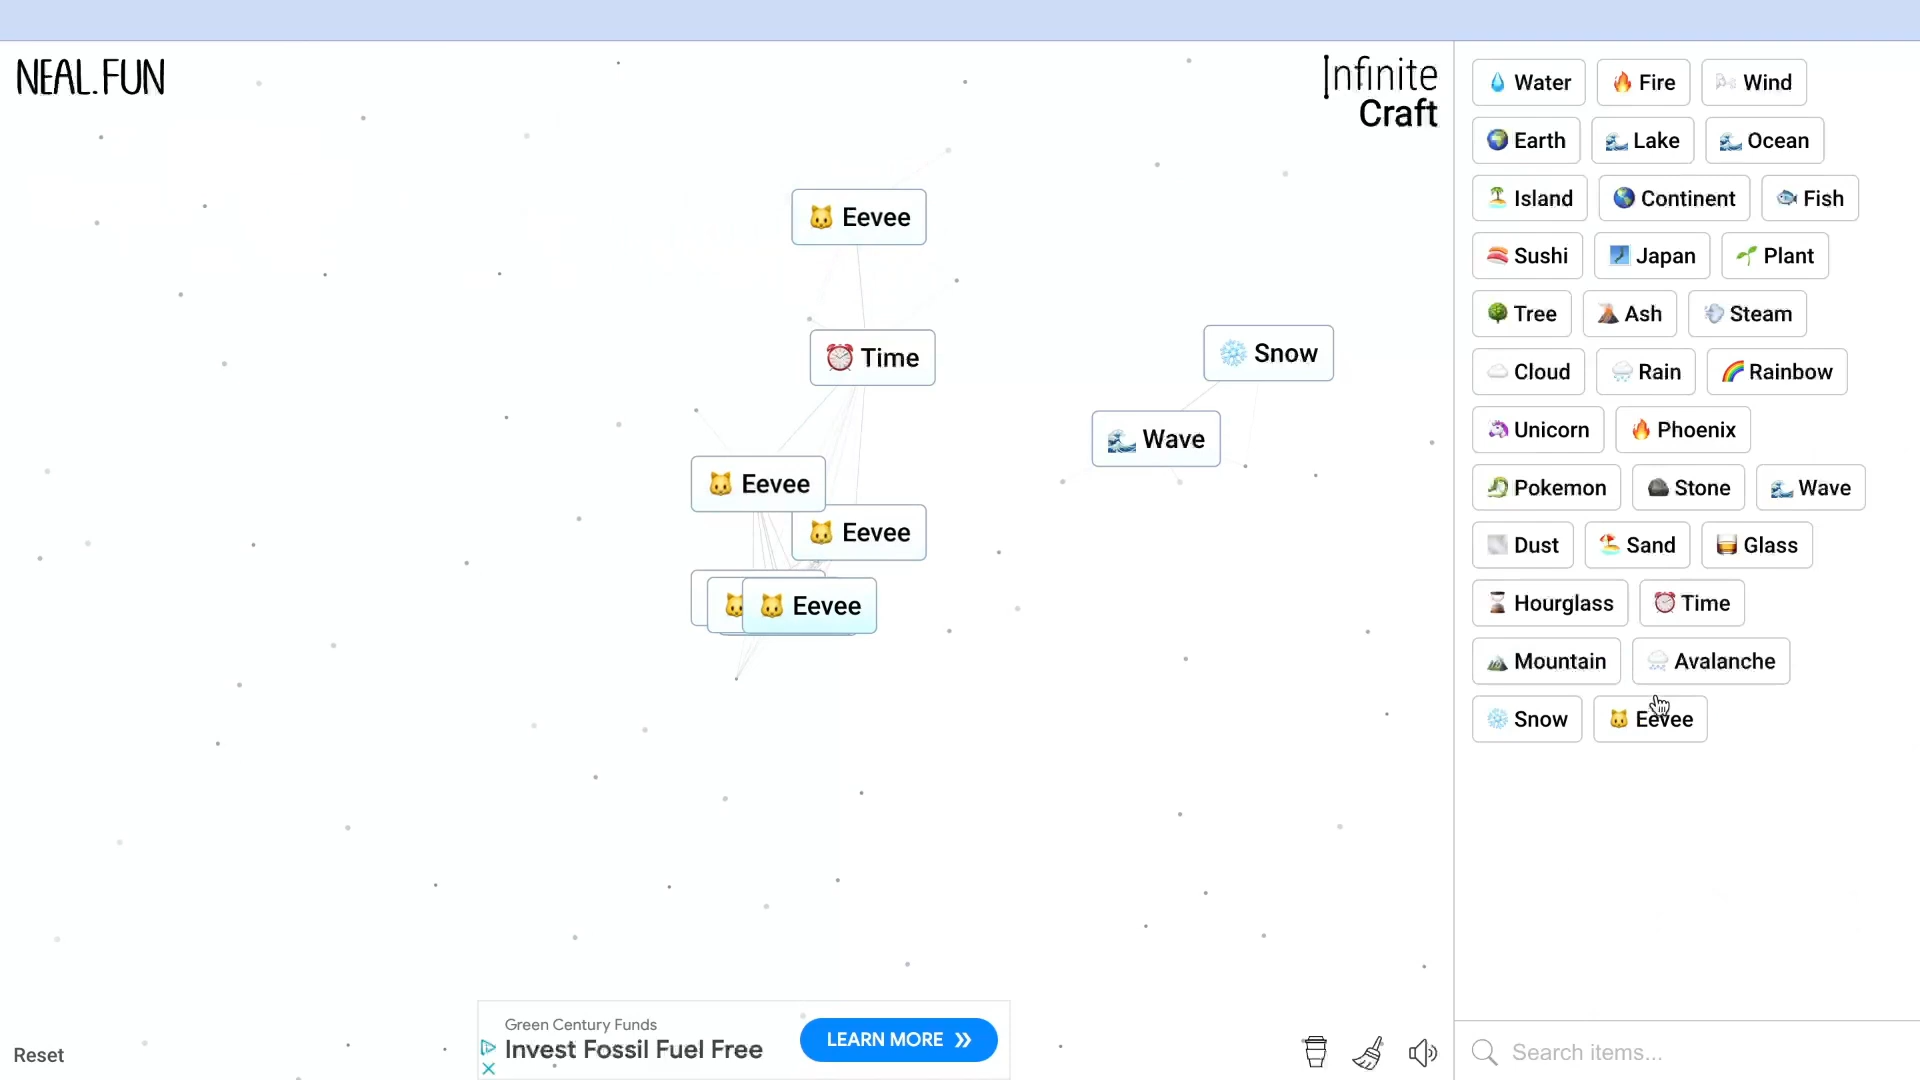 NEAL.FUN
Infinite
Craft
Eevee
Time
Snow
Wave
Eevee
Eevee
Eevee
Water Fire Wind
Earth Lake Ocean
Island Continent Fish
Sushi Japan Plant
Tree Ash Steam
Cloud Rain Rainbow
Unicorn Phoenix
Pokemon Stone Wave
Dust Sand Glass
Hourglass Time
Mountain Avalanche
Snow Eevee
Green Century Funds
Invest Fossil Fuel Free
LEARN MORE
Reset
Search items...